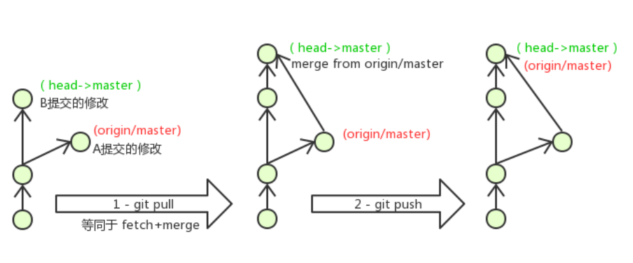 ( head->master )
B提交的修改
(origin/master)
A提交的修改
1 - git pull
等同于 fetch+merge
( head->master )
merge from origin/master
(origin/master)
2 - git push
( head->master )
(origin/master)